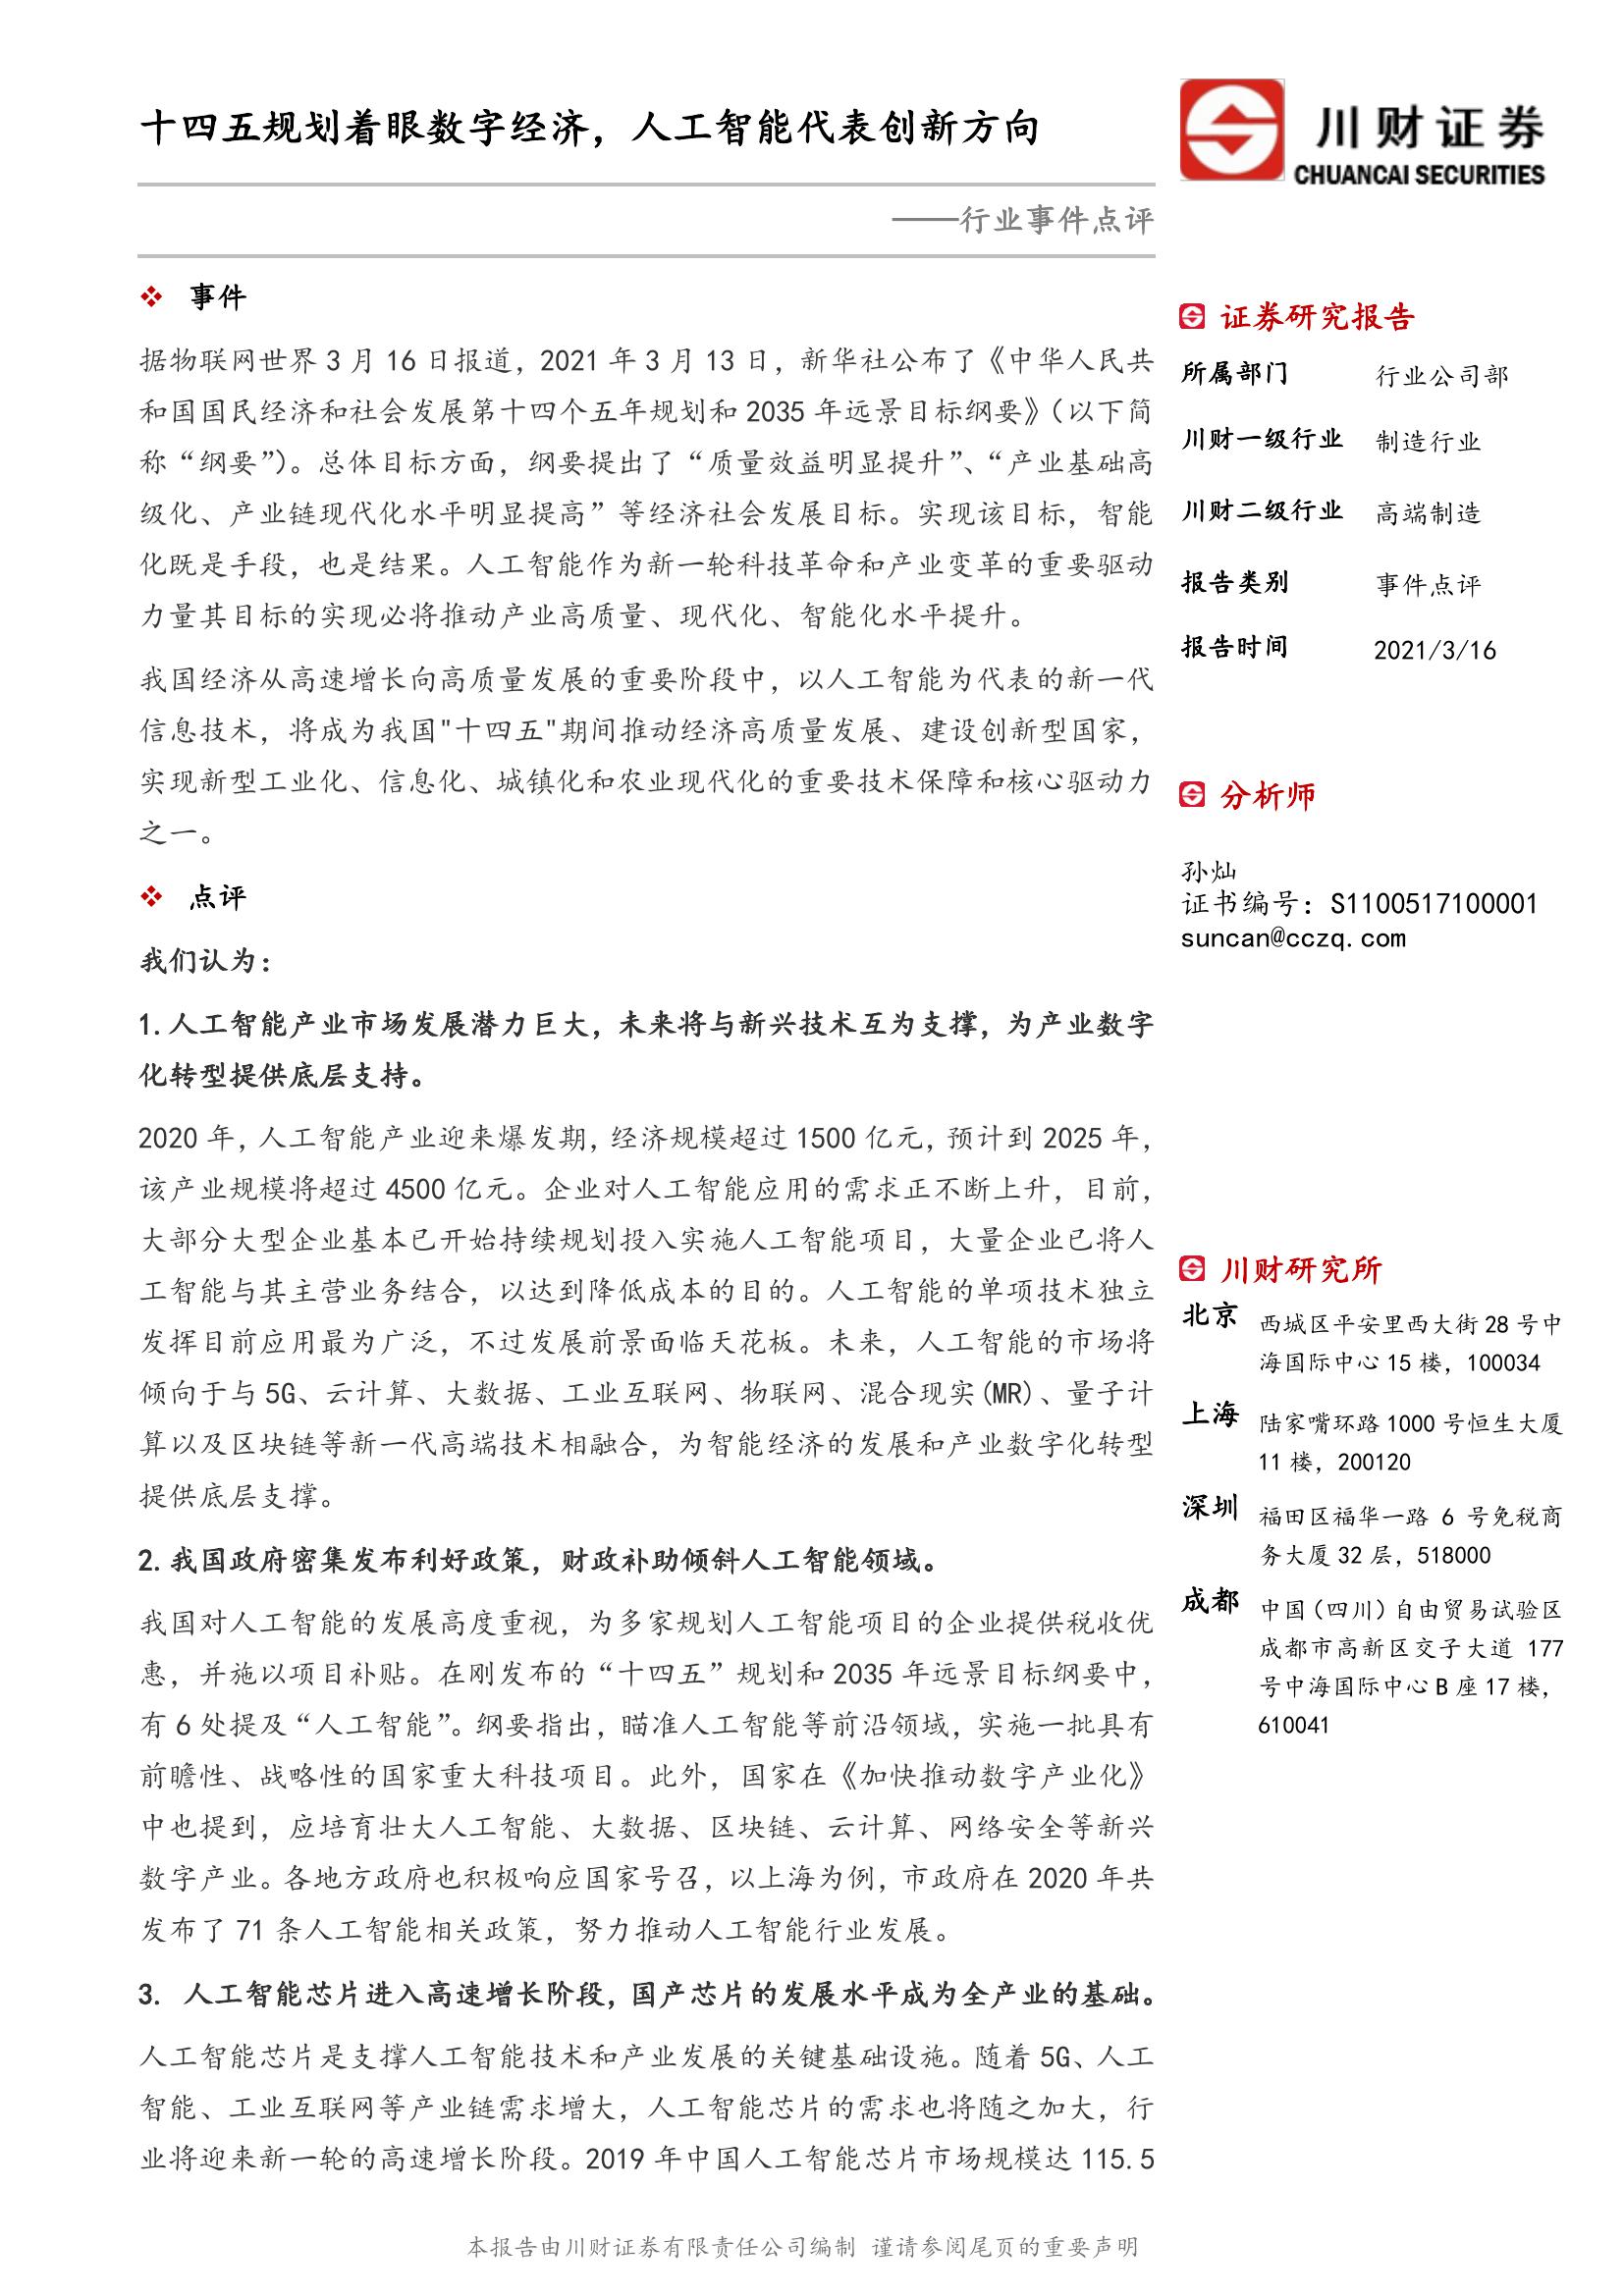 十四五规划着眼数字经济，人工智能代表创新方向
——行业事件点评
川财证券
CHUANCAI SECURITIES
❖ 事件
据物联网世界 3 月 16 日报道，2021 年 3 月 13 日，新华社公布了《中华人民共
和国国民经济和社会发展第十四个五年规划和 2035 年远景目标纲要》（以下简
称“纲要”）。总体目标方面，纲要提出了“质量效益明显提升”、“产业基础高
级化、产业链现代化水平明显提高”等经济社会发展目标。实现该目标，智能
化既是手段，也是结果。人工智能作为新一轮科技革命和产业变革的重要驱动
力量其目标的实现必将推动产业高质量、现代化、智能化水平提升。
我国经济从高速增长向高质量发展的重要阶段中，以人工智能为代表的新一代
信息技术，将成为我国"十四五"期间推动经济高质量发展、建设创新型国家，
实现新型工业化、信息化、城镇化和农业现代化的重要技术保障和核心驱动力
之一。
❖ 点评
我们认为：
1.人工智能产业市场发展潜力巨大，未来将与新兴技术互为支撑，为产业数字
化转型提供底层支持。
2020 年，人工智能产业迎来爆发期，经济规模超过 1500 亿元，预计到 2025 年，
该产业规模将超过 4500 亿元。企业对人工智能应用的需求正不断上升，目前，
大部分大型企业基本已开始持续规划投入实施人工智能项目，大量企业已将人
工智能与其主营业务结合，以达到降低成本的目的。人工智能的单项技术独立
发挥目前应用最为广泛，不过发展前景面临天花板。未来，人工智能的市场将
倾向于与 5G、云计算、大数据、工业互联网、物联网、混合现实(MR)、量子计
算以及区块链等新一代高端技术相融合，为智能经济的发展和产业数字化转型
提供底层支撑。
2.我国政府密集发布利好政策，财政补助倾斜人工智能领域。
我国对人工智能的发展高度重视，为多家规划人工智能项目的企业提供税收优
惠，并施以项目补贴。在刚发布的“十四五”规划和 2035 年远景目标纲要中，
有 6 处提及“人工智能”。纲要指出，瞄准人工智能等前沿领域，实施一批具有
前瞻性、战略性的国家重大科技项目。此外，国家在《加快推动数字产业化》
中也提到，应培育壮大人工智能、大数据、区块链、云计算、网络安全等新兴
数字产业。各地方政府也积极响应国家号召，以上海为例，市政府在 2020 年共
发布了 71 条人工智能相关政策，努力推动人工智能行业发展。
3. 人工智能芯片进入高速增长阶段，国产芯片的发展水平成为全产业的基础。
人工智能芯片是支撑人工智能技术和产业发展的关键基础设施。随着 5G、人工
智能、工业互联网等产业链需求增大，人工智能芯片的需求也将随之加大，行
业将迎来新一轮的高速增长阶段。2019 年中国人工智能芯片市场规模达 115.5
证券研究报告
所属部门 行业公司部
川财一级行业 制造行业
川财二级行业 高端制造
报告类别 事件点评
报告时间 2021/3/16
分析师
孙灿
证书编号：S1100517100001
suncan@cczq.com
川财研究所
北京 西城区平安里西大街 28 号中
海国际中心 15 楼，100034
上海 陆家嘴环路 1000 号恒生大厦
11 楼，200120
深圳 福田区福华一路 6 号免税商
务大厦 32 层，518000
成都 中国（四川）自由贸易试验区
成都市高新区交子大道 177
号中海国际中心 B 座 17 楼，
610041
本报告由川财证券有限责任公司编制 谨请参阅尾页的重要声明